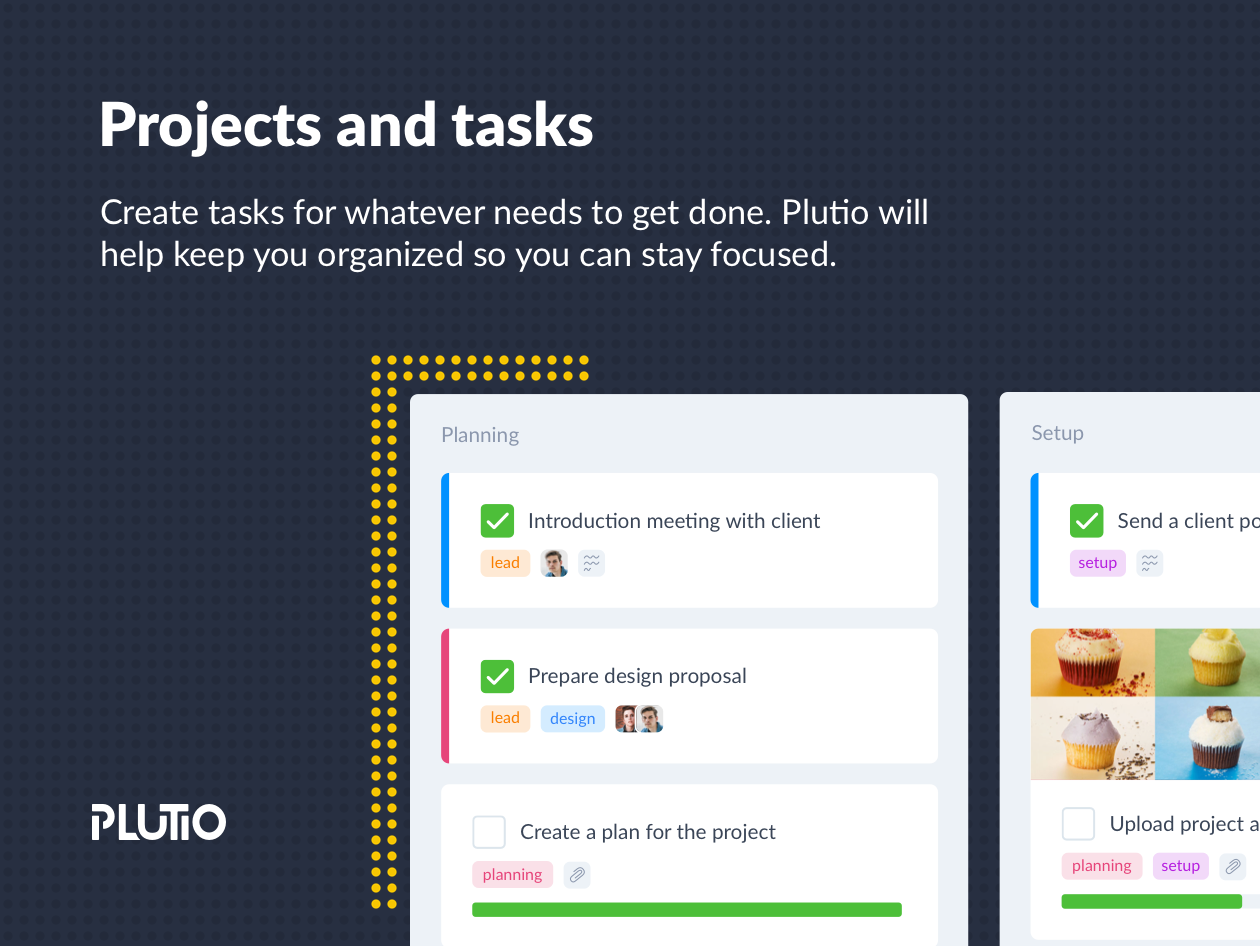 Projects and tasks
Create tasks for whatever needs to get done. Plutio will
help keep you organized so you can stay focused.
Planning
Introduction meeting with client
lead
Prepare design proposal
lead design
Create a plan for the project
planning
Setup
Send a client
setup
Upload project
planning setup
PLUTIO